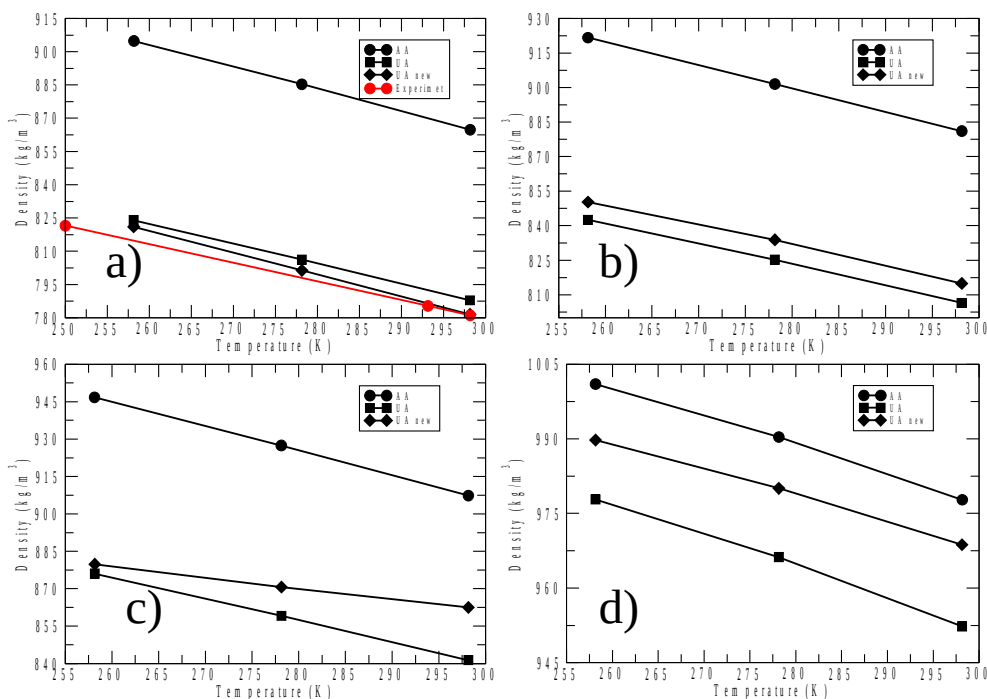 915
900
885
870
855
840
825
810
795
780
Density (kg/m³)
AA
UA
UA new
Experimet
a)
250 255 260 265 270 275 280 285 290 295 300
Temperature (K)
930
915
900
885
870
855
840
825
810
AA
UA
UA new
b)
255 260 265 270 275 280 285 290 295 300
Temperature (K)
960
945
930
915
900
885
870
855
840
Density (kg/m³)
AA
UA
UA new
c)
255 260 265 270 275 280 285 290 295 300
Temperature (K)
1005
990
975
960
945
Density (kg/m³)
AA
UA
UA new
d)
255 260 265 270 275 280 285 290 295 300
Temperature (K)